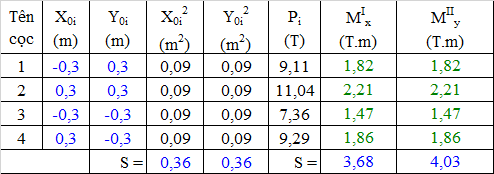 Tên cọc X0i (m) Y0i (m) X0i² (m²) Y0i² (m²) Pi (T) MᴵX (T.m) Mᴵᴵy (T.m)
1 -0,3 0,3 0,09 0,09 9,11 1,82 1,82
2 0,3 0,3 0,09 0,09 11,04 2,21 2,21
3 -0,3 -0,3 0,09 0,09 7,36 1,47 1,47
4 0,3 -0,3 0,09 0,09 9,29 1,86 1,86
S = 0,36 0,36 S = 3,68 4,03